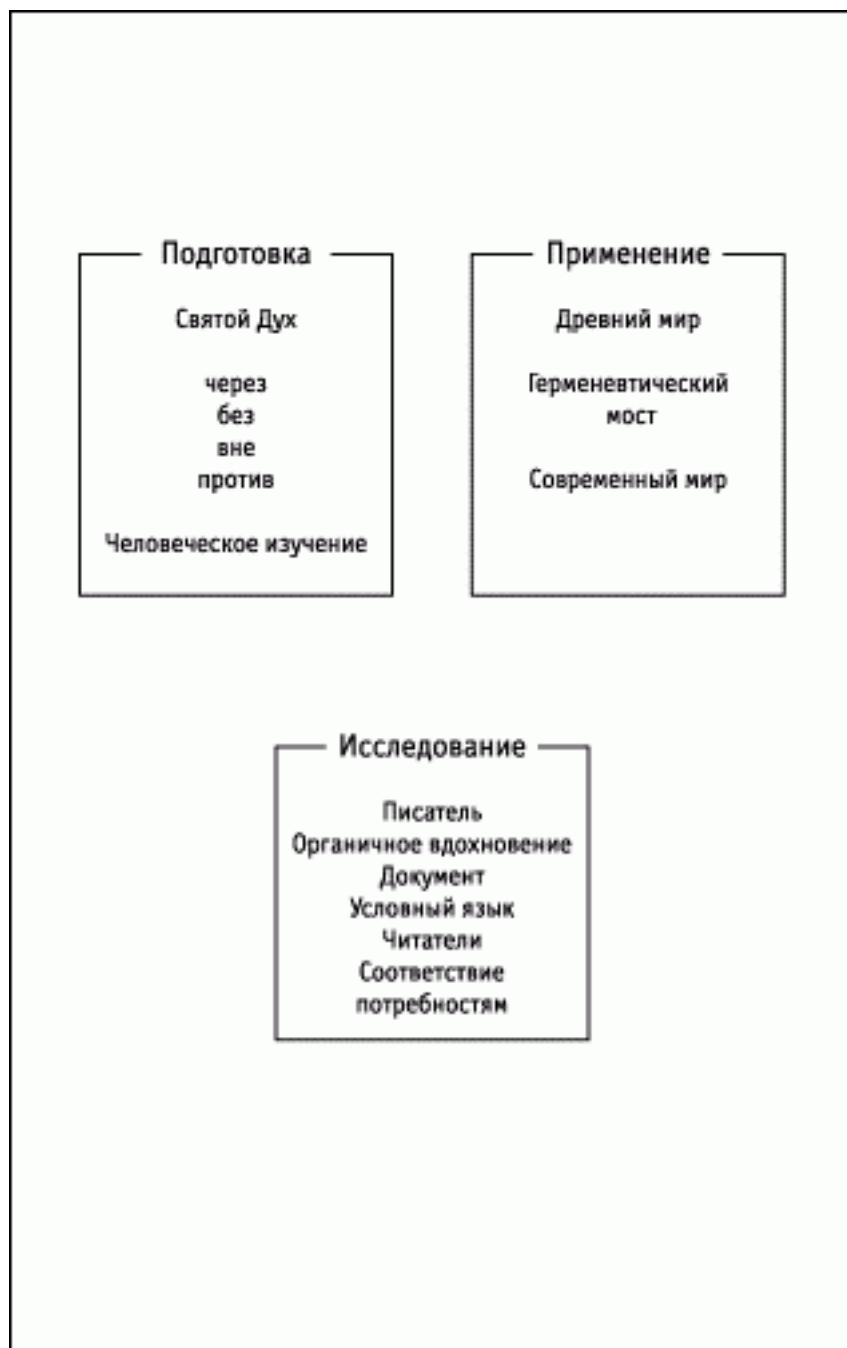 Подготовка
Святой Дух
через
без
вне
против
Человеческое изучение
Применение
Древний мир
Герменевтический
мост
Современный мир
Исследование
Писатель
Органичное вдохновение
Документ
Условный язык
Читатели
Соответствие
потребностям